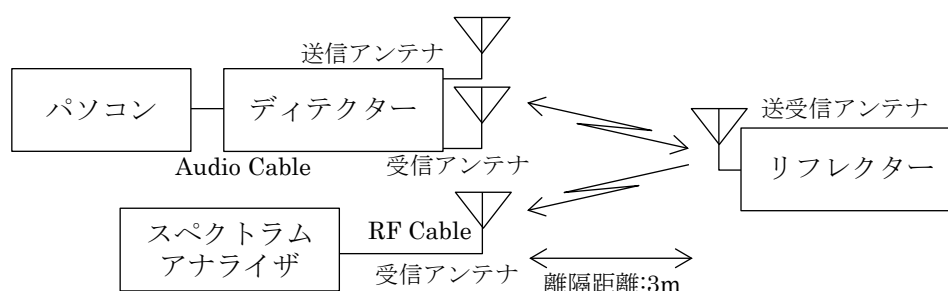 送信アンテナ
パソコン
ディテクター
送受信アンテナ
Audio Cable
受信アンテナ
リフレクター
スペクトラム
アナライザ
RF Cable
受信アンテナ
離隔距離:3m